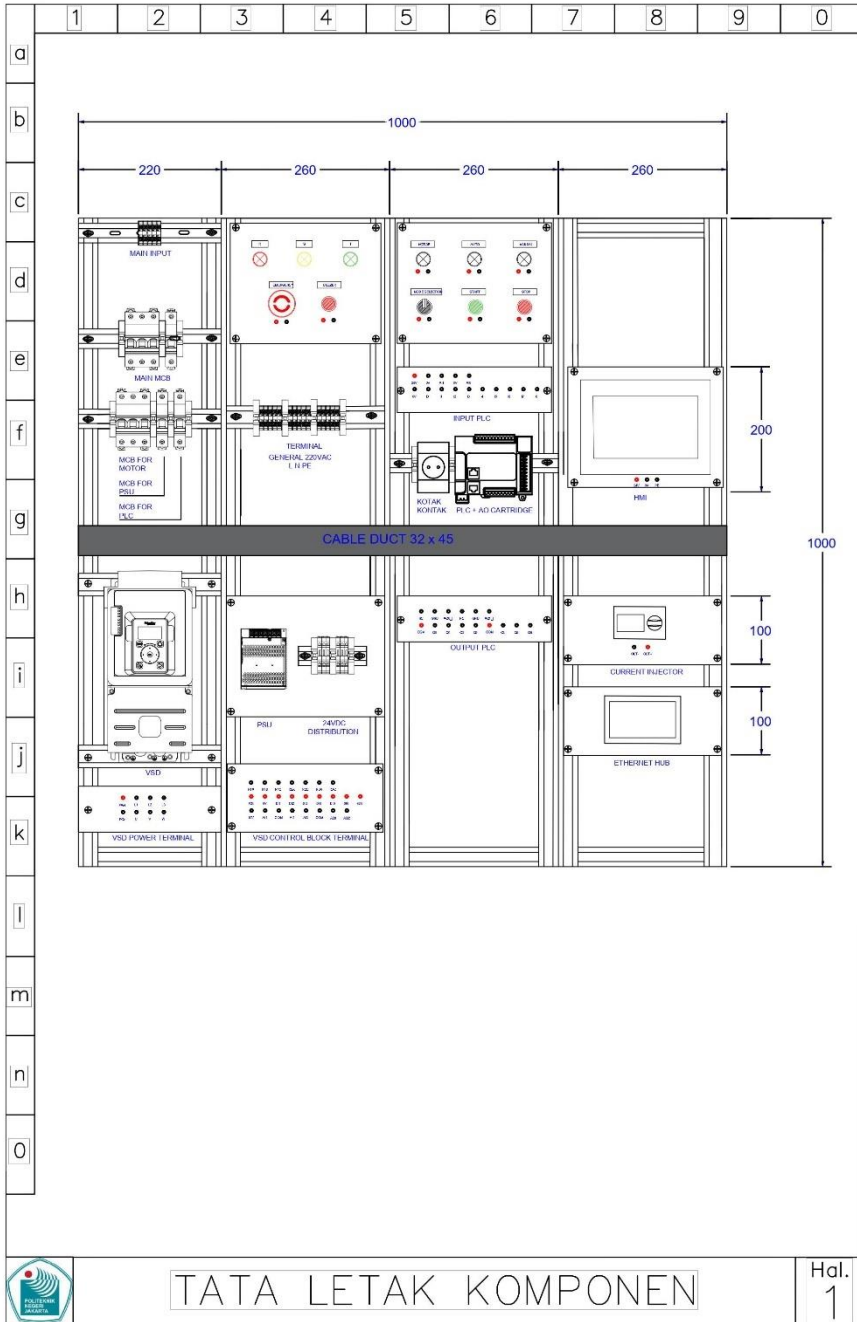 1 2 3 4 5 6 7 8 9 0
a
b
c
d
e
f
g
h
i
j
k
l
m
n
o
1000
220 260 260 260
MAIN INPUT
MAIN MCB
MCB FOR
MOTOR
MCB FOR
PSU
MCB FOR
PLC
TERMINAL
GENERAL 220VAC
L N PE
INPUT PLC
KOTAK
KONTAK
PLC + AO CARTRIDGE
HMI
200
CABLE DUCT 32 x 45
1000
VSD
VSD POWER TERMINAL
PSU
24VDC
DISTRIBUTION
VSD CONTROL BLOCK TERMINAL
OUTPUT PLC
CURRENT INJECTOR
100
ETHERNET HUB
100
POLITEKNIK
NEGERI
JAKARTA
TATA LETAK KOMPONEN
Hal.
1